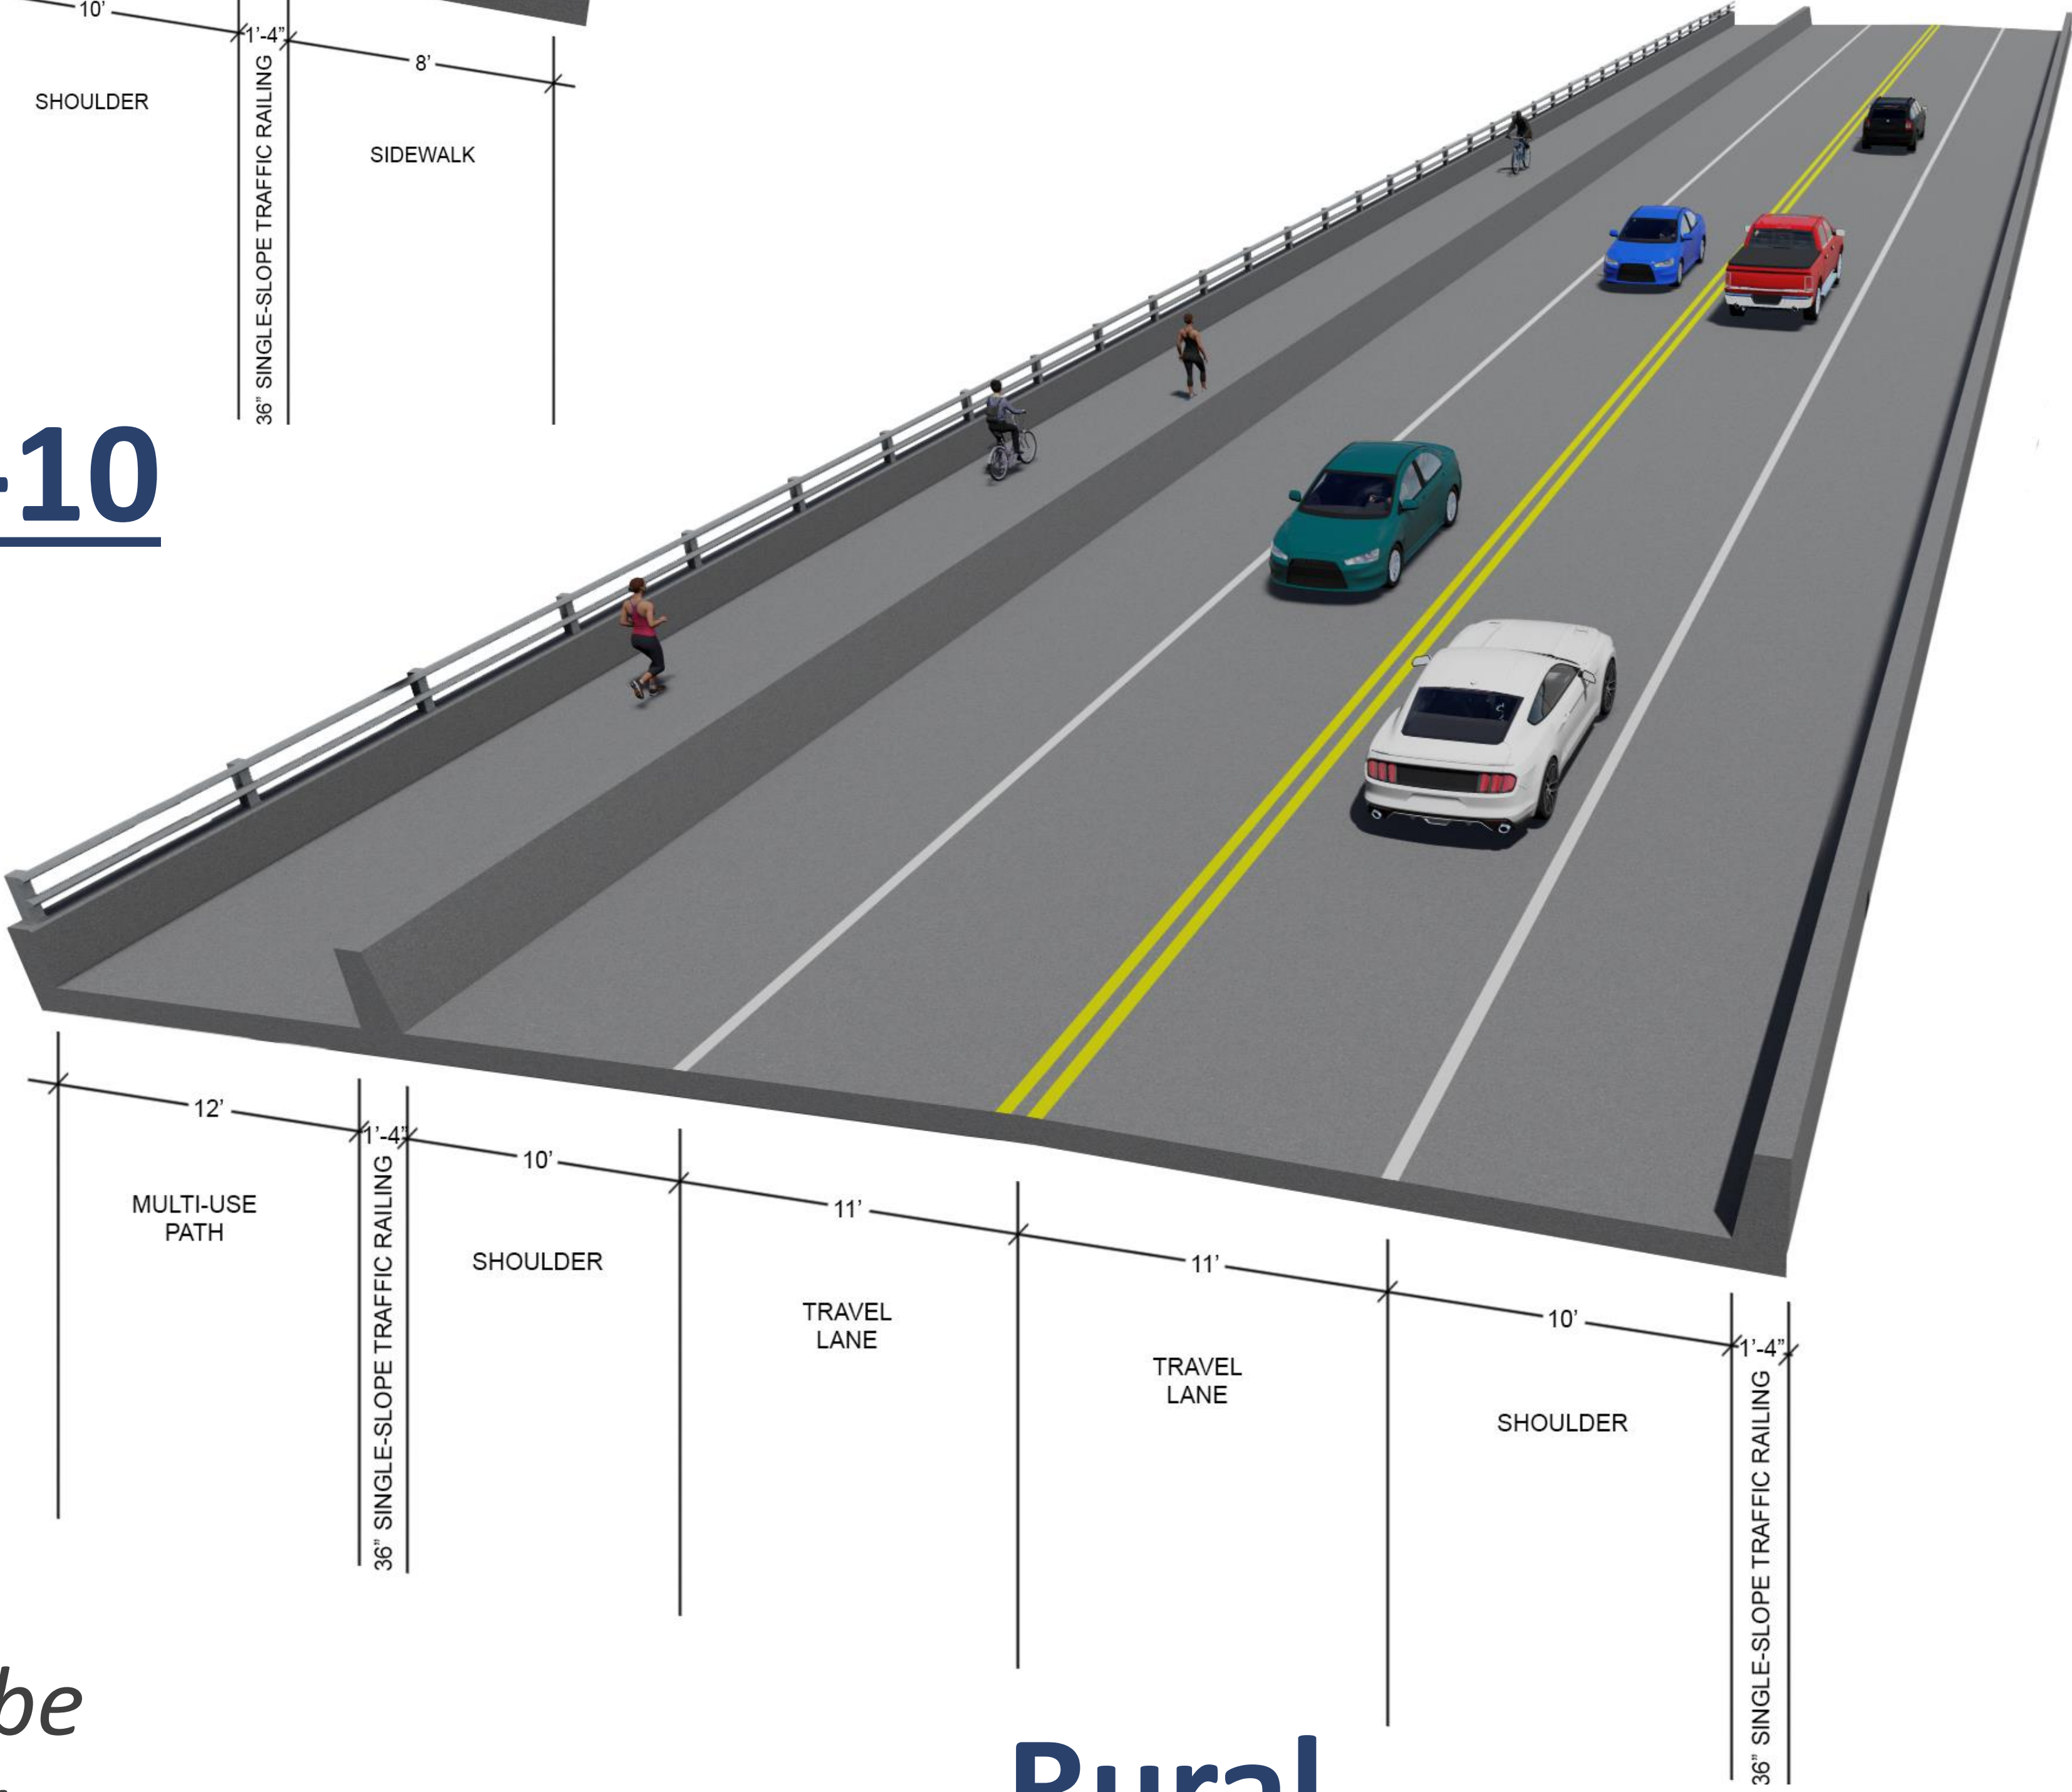 10’
1’-4”
8’
SHOULDER
36” SINGLE-SLOPE TRAFFIC RAILING
SIDEWALK
-10
12’
1’-4”
10’
11’
11’
10’
1’-4”
MULTI-USE
PATH
36” SINGLE-SLOPE TRAFFIC RAILING
SHOULDER
TRAVEL
LANE
TRAVEL
LANE
SHOULDER
36” SINGLE-SLOPE TRAFFIC RAILING
be
Rural